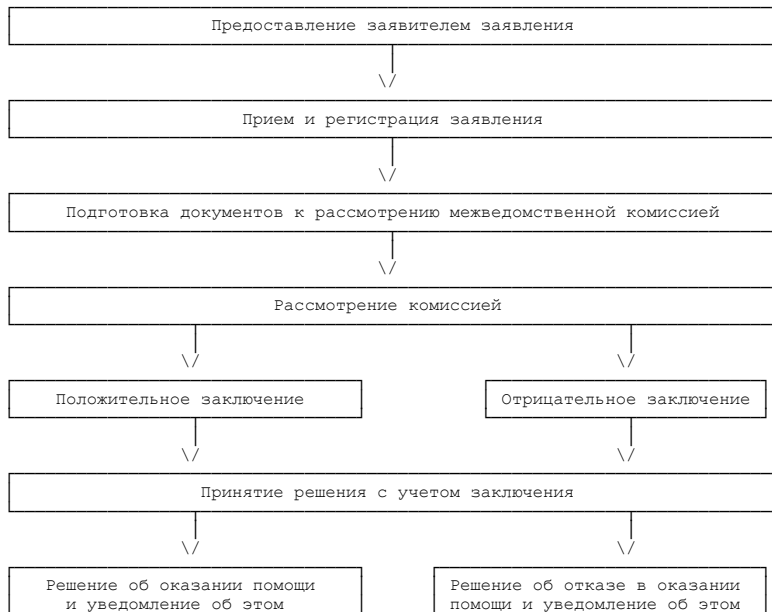 Предоставление заявителем заявления
Прием и регистрация заявления
Подготовка документов к рассмотрению межведомственной комиссией
Рассмотрение комиссией
Положительное заключение
Отрицательное заключение
Принятие решения с учетом заключения
Решение об оказании помощи
и уведомление об этом
Решение об отказе в оказании
помощи и уведомление об этом